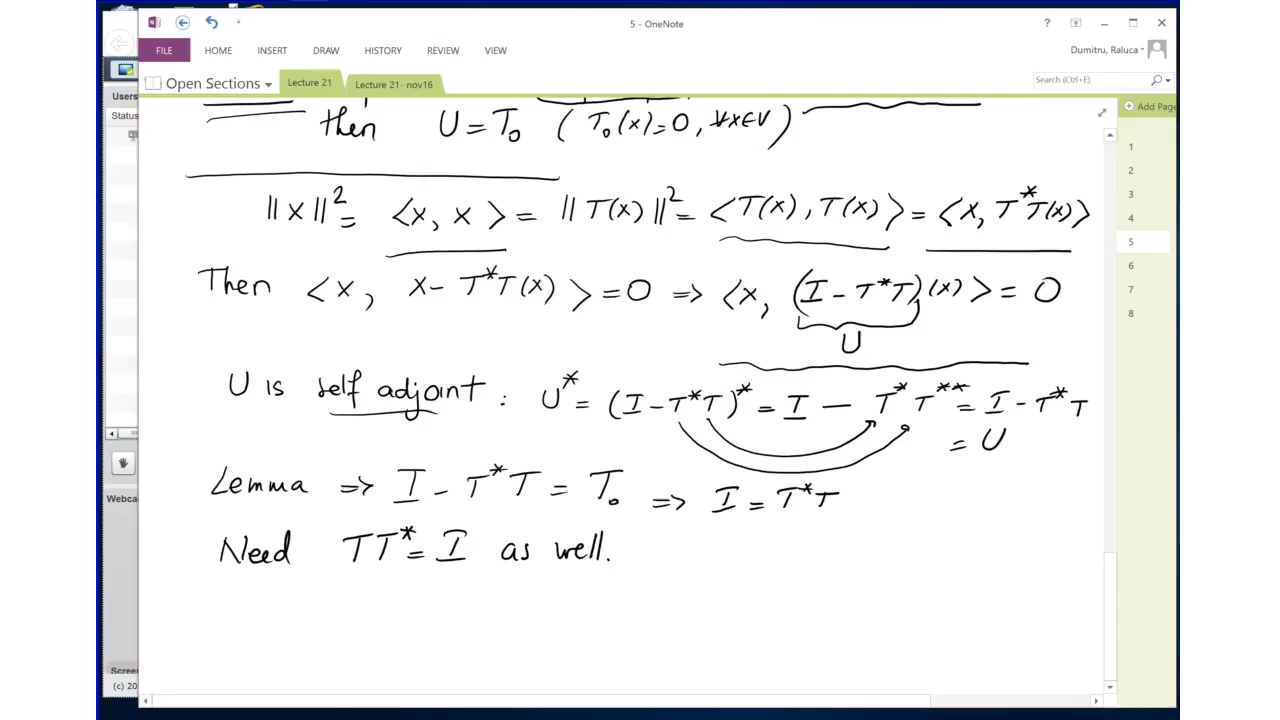 5 - OneNote
?
FILE HOME INSERT DRAW HISTORY REVIEW VIEW
Dumitru, Raluca
Open Sections Lecture 21 Lecture 21- nov16
Search (Ctrl+E)
Users
Status
Add Page
1
2
3
4
5
6
7
8
then U = T₀ ( T₀(x)=0, ∀x∈V )
||x||² = <x, x> = ||T(x)||² = <T(x), T(x)> = <x, T*T(x)>
Then <x, x - T*T(x)> = 0 => <x, (I - T*T)(x)> = 0
U
U is self adjoint : U* = (I - T*T)* = I - T*T** = I - T*T
= U
Lemma => I - T*T = T₀ => I = T*T
Need TT* = I as well.
Webca
Screen
(c) 20